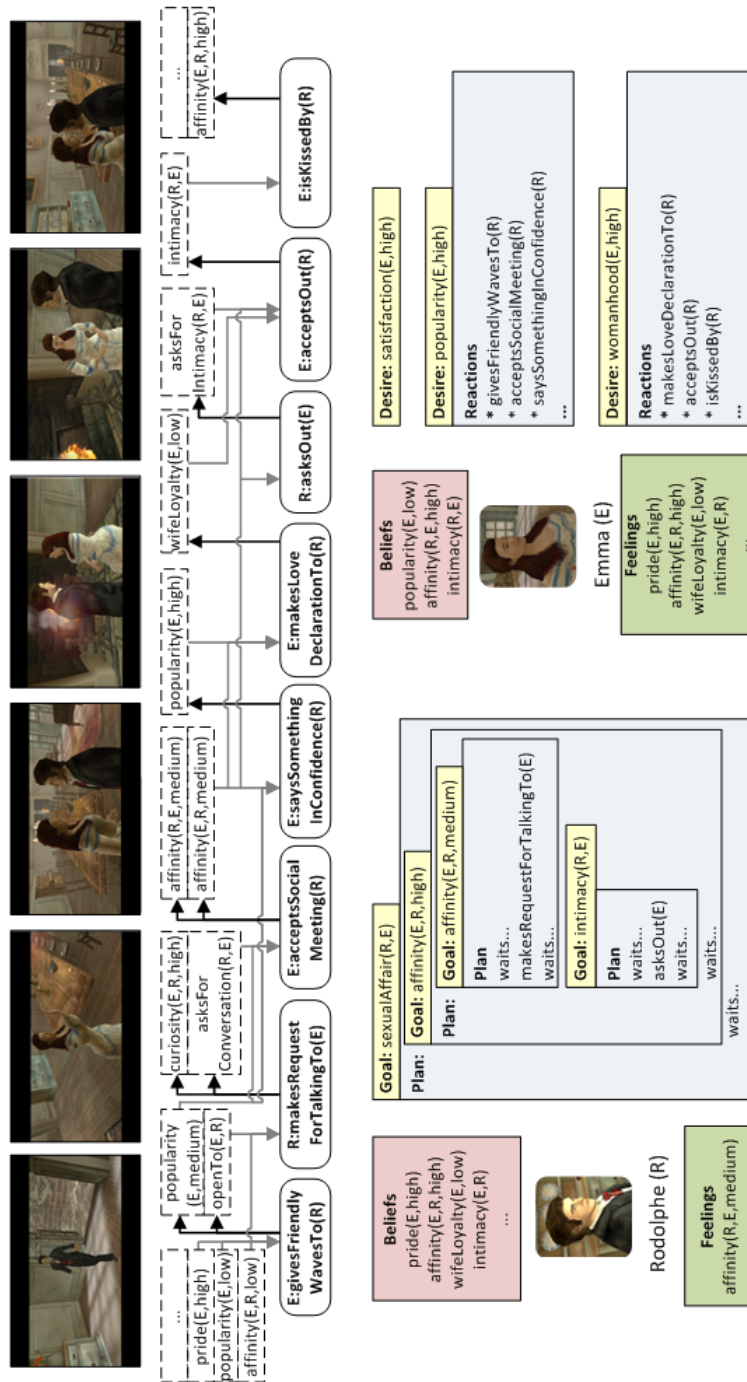 ...
pride(E,high)
popularity(E,low)
affinity(E,R,low)
popularity
(E,medium)
openTo(E,R)
curiosity(E,R,high)
asksFor
Conversation(R,E)
affinity(R,E,medium)
affinity(E,R,medium)
popularity(E,high)
wifeLoyalty(E,low)
asksFor
Intimacy(R,E)
intimacy(R,E)
...
affinity(E,R,high)
E:givesFriendly
WavesTo(R)
R:makesRequest
ForTalkingTo(E)
E:acceptsSocial
Meeting(R)
E:saysSomething
InConfidence(R)
E:makesLove
DeclarationTo(R)
R:asksOut(E)
E:acceptsOut(R)
E:isKissedBy(R)
Beliefs
pride(E,high)
affinity(E,R,high)
wifeLoyalty(E,low)
intimacy(E,R)
...
Rodolphe (R)
Feelings
affinity(R,E,medium)
Goal: sexualAffair(R,E)
Plan:
Goal: affinity(E,R,high)
Plan:
Goal: affinity(E,R,medium)
Plan
waits...
makesRequestForTalkingTo(E)
waits...
Goal: intimacy(R,E)
Plan
waits...
asksOut(E)
waits...
waits...
waits...
Beliefs
popularity(E,low)
affinity(R,E,high)
intimacy(R,E)
Emma (E)
Feelings
pride(E,high)
affinity(E,R,high)
wifeLoyalty(E,low)
intimacy(E,R)
...
Desire: satisfaction(E,high)
Desire: popularity(E,high)
Reactions
* givesFriendlyWavesTo(R)
* acceptsSocialMeeting(R)
* saysSomethingInConfidence(R)
...
Desire: womanhood(E,high)
Reactions
* makesLoveDeclarationTo(R)
* acceptsOut(R)
* isKissedBy(R)
...